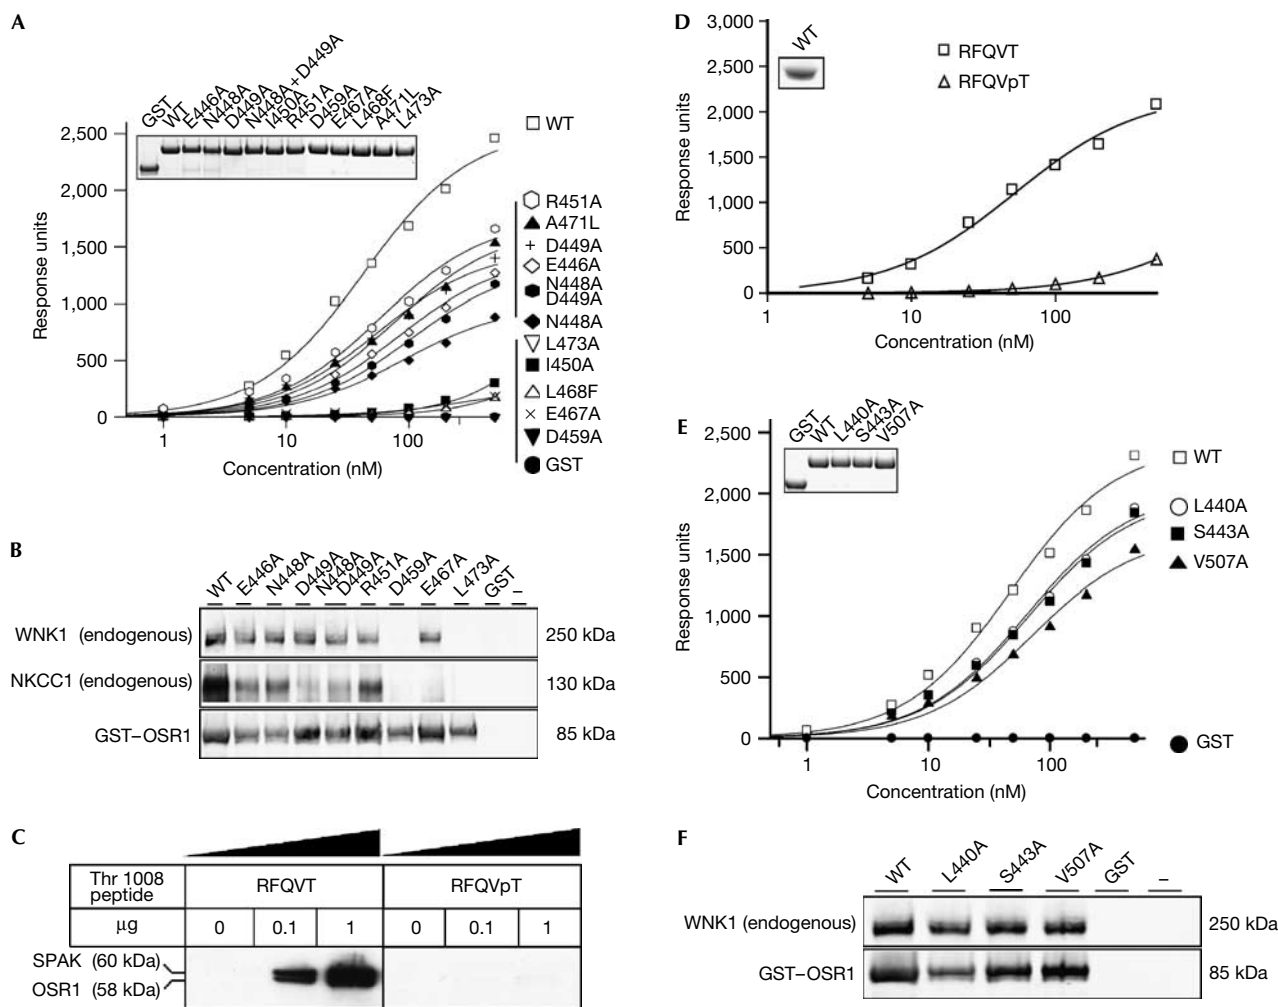 A
GST
WT
E446A
N448A
D449A
N448A + D449A
I450A
R451A
D459A
E467A
L468F
A471L
L473A
Response units
2,500
2,000
1,500
1,000
500
0
1
10
100
Concentration (nM)
WT
R451A
A471L
D449A
E446A
N448A
D449A
N448A
L473A
I450A
L468F
E467A
D459A
GST
B
WT
E446A
N448A
D449A
N448A
D449A
R451A
D459A
E467A
L473A
GST
–
WNK1 (endogenous)
250 kDa
NKCC1 (endogenous)
130 kDa
GST–OSR1
85 kDa
C
Thr 1008
peptide
RFQVT
RFQVpT
μg
0
0.1
1
0
0.1
1
SPAK (60 kDa)
OSR1 (58 kDa)
D
WT
RFQVT
RFQVpT
Response units
3,000
2,500
2,000
1,500
1,000
500
0
1
10
100
Concentration (nM)
E
GST
WT
L440A
S443A
V507A
Response units
2,500
2,000
1,500
1,000
500
0
1
10
100
Concentration (nM)
WT
L440A
S443A
V507A
GST
F
WT
L440A
S443A
V507A
GST
–
WNK1 (endogenous)
250 kDa
GST–OSR1
85 kDa